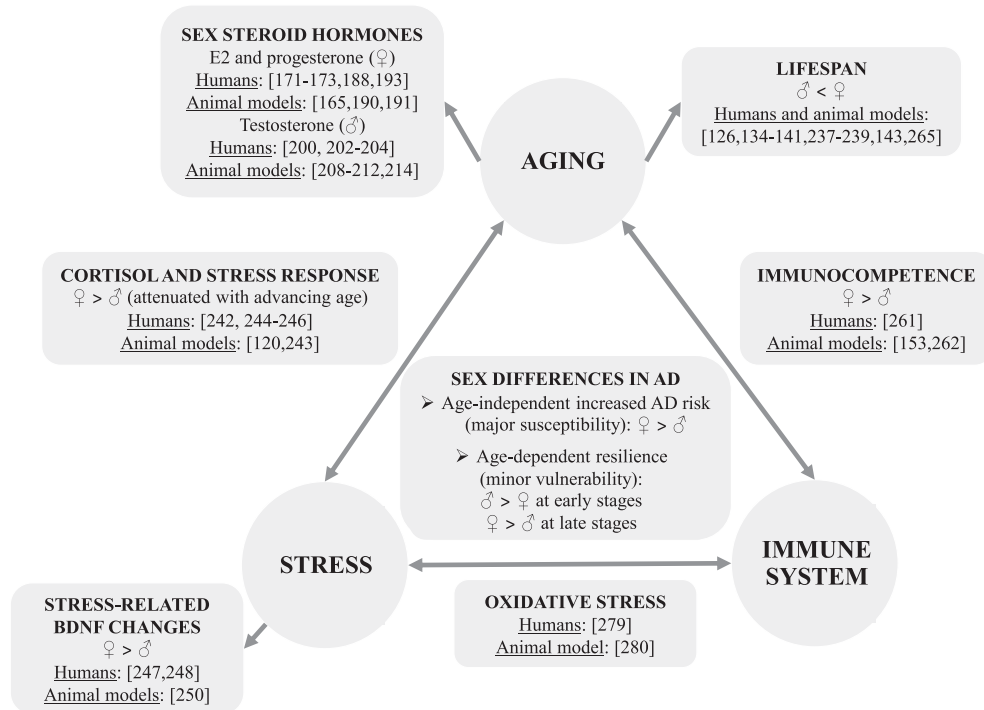 SEX STEROID HORMONES
E2 and progesterone (♀)
Humans: [171-173,188,193]
Animal models: [165,190,191]
Testosterone (♂)
Humans: [200, 202-204]
Animal models: [208-212,214]
LIFESPAN
♂ < ♀
Humans and animal models:
[126,134-141,237-239,143,265]
AGING
CORTISOL AND STRESS RESPONSE
♀ > ♂ (attenuated with advancing age)
Humans: [242, 244-246]
Animal models: [120,243]
IMMUNOCOMPETENCE
♀ > ♂
Humans: [261]
Animal models: [153,262]
SEX DIFFERENCES IN AD
➢ Age-independent increased AD risk
(major susceptibility): ♀ > ♂
➢ Age-dependent resilience
(minor vulnerability):
♂ > ♀ at early stages
♀ > ♂ at late stages
STRESS
IMMUNE
SYSTEM
STRESS-RELATED
BDNF CHANGES
♀ > ♂
Humans: [247,248]
Animal models: [250]
OXIDATIVE STRESS
Humans: [279]
Animal model: [280]